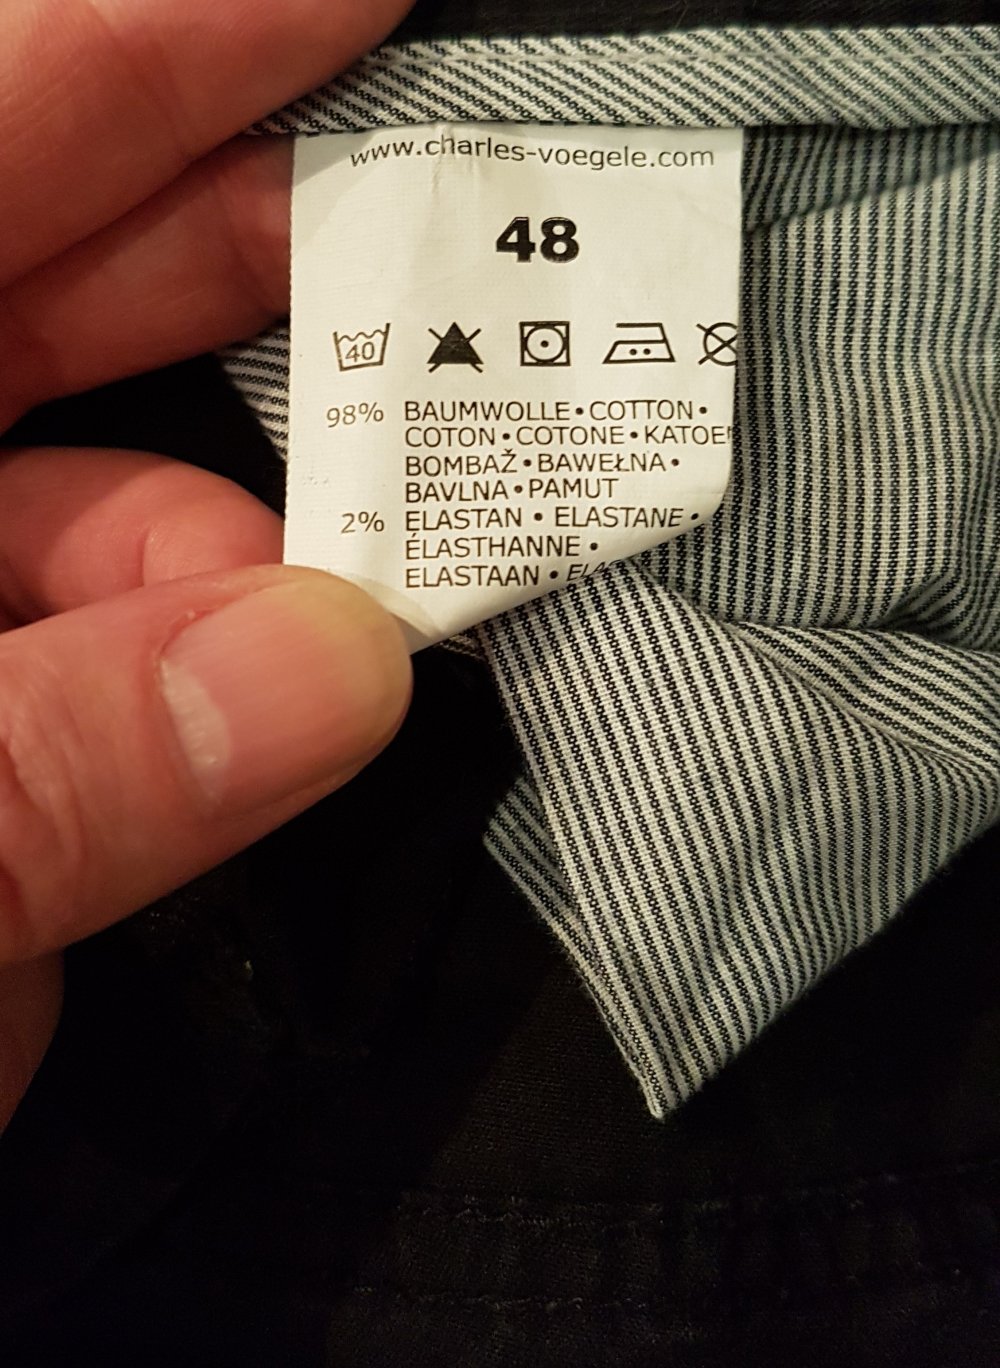 www.charles-voegele.com
48
40
98% BAUMWOLLE • COTTON •
COTON • COTONE •
BOMBAŽ • BAWEŁNA •
BAVLNA • PAMUT
2% ELASTAN • ELASTANE •
ÉLASTHANNE •
ELASTAAN •